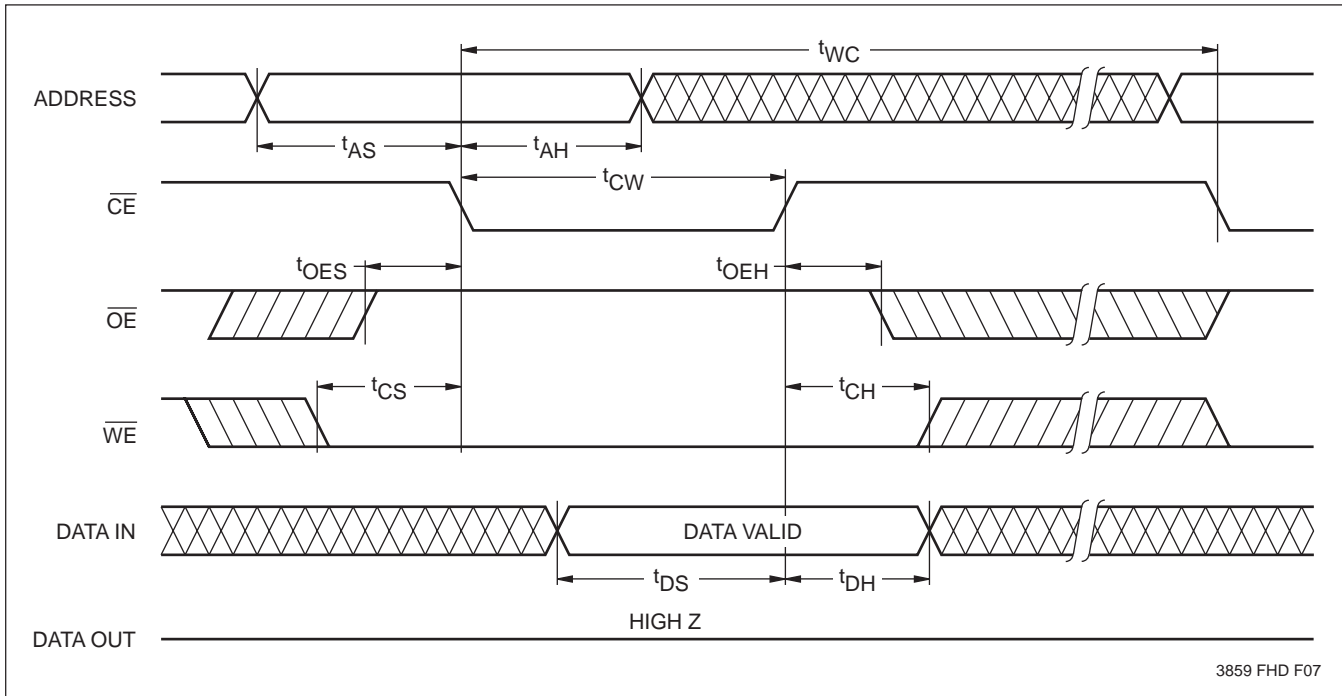 tWC
ADDRESS
tAS
tAH
tCW
CE
tOES
tOEH
OE
tCS
tCH
WE
DATA IN
DATA VALID
tDS
tDH
HIGH Z
DATA OUT
3859 FHD F07